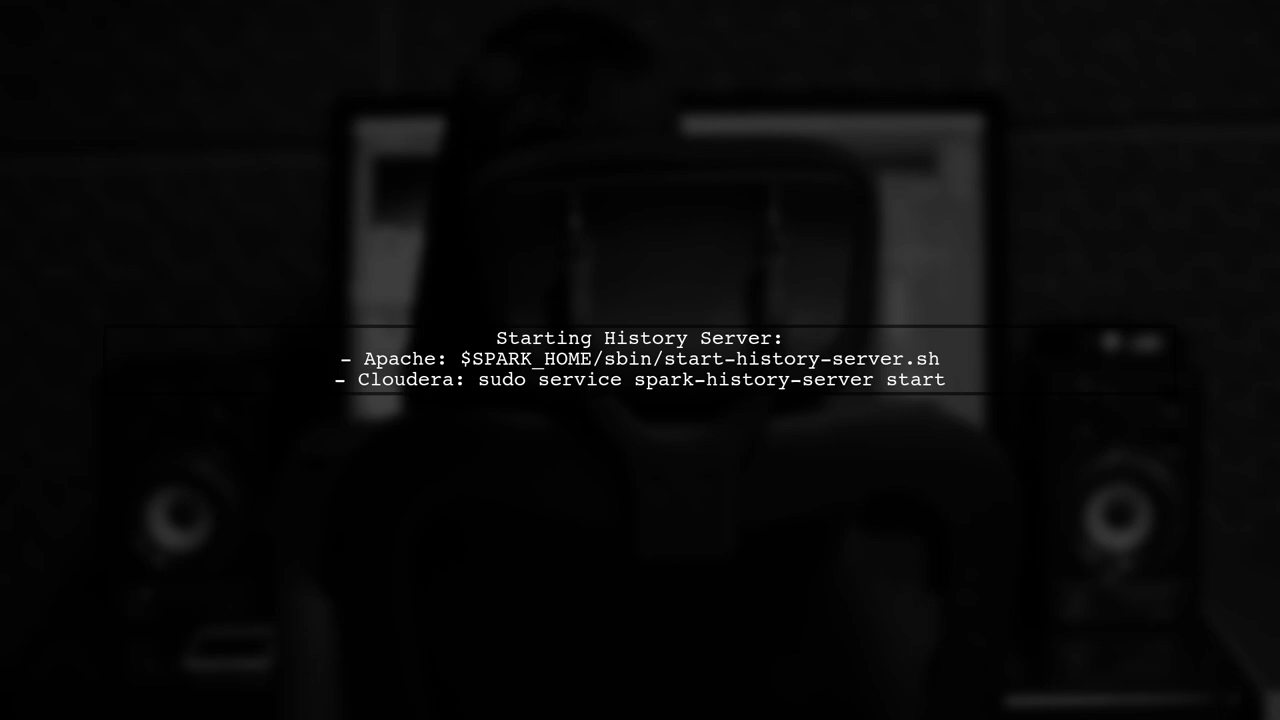 Starting History Server:
- Apache: $SPARK_HOME/sbin/start-history-server.sh
- Cloudera: sudo service spark-history-server start